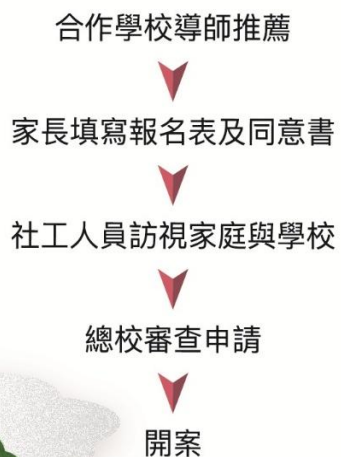 合作學校導師推薦
家長填寫報名表及同意書
社工人員訪視家庭與學校
總校審查申請
開案